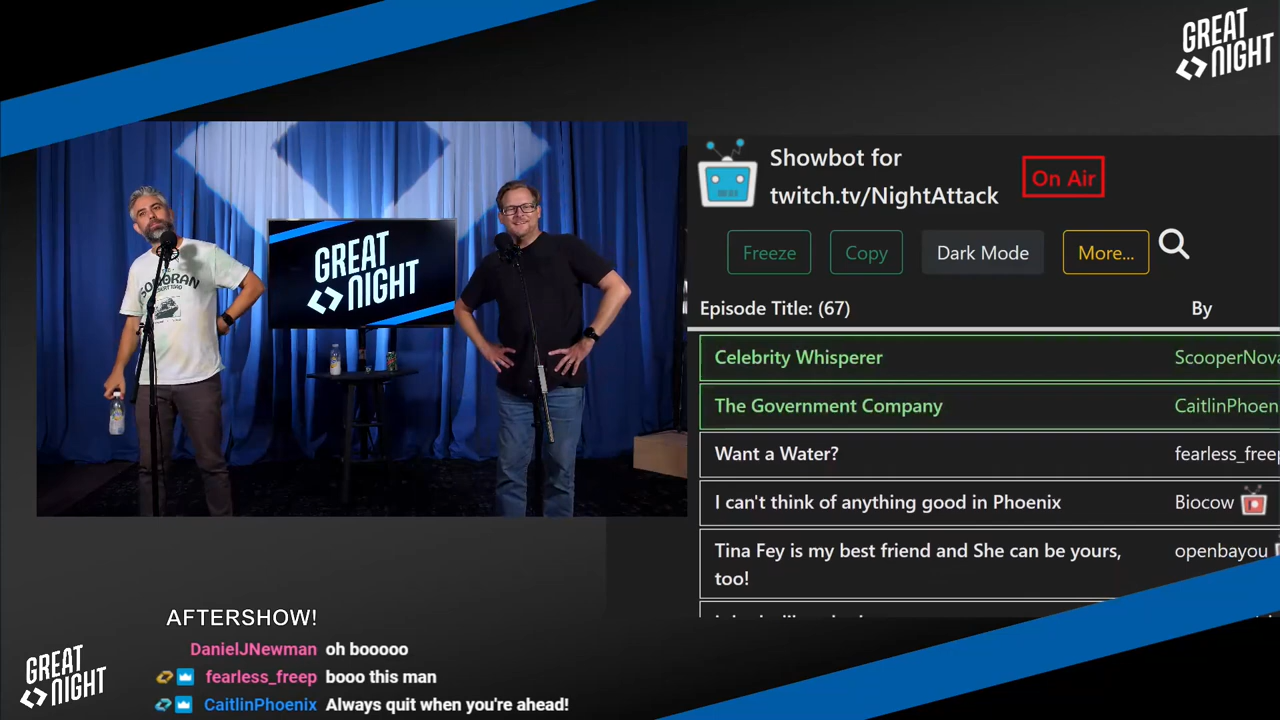 GREAT
NIGHT
Showbot for
twitch.tv/NightAttack
On Air
Freeze
Copy
Dark Mode
More...
Episode Title: (67)
By
Celebrity Whisperer
ScooperNova
The Government Company
CaitlinPhoen
Want a Water?
fearless_freep
I can't think of anything good in Phoenix
Biocow
Tina Fey is my best friend and She can be yours,
too!
openbayou
GREAT
NIGHT
AFTERSHOW!
DanielJNewman oh booooo
fearless_freep booo this man
CaitlinPhoenix Always quit when you're ahead!
GREAT
NIGHT